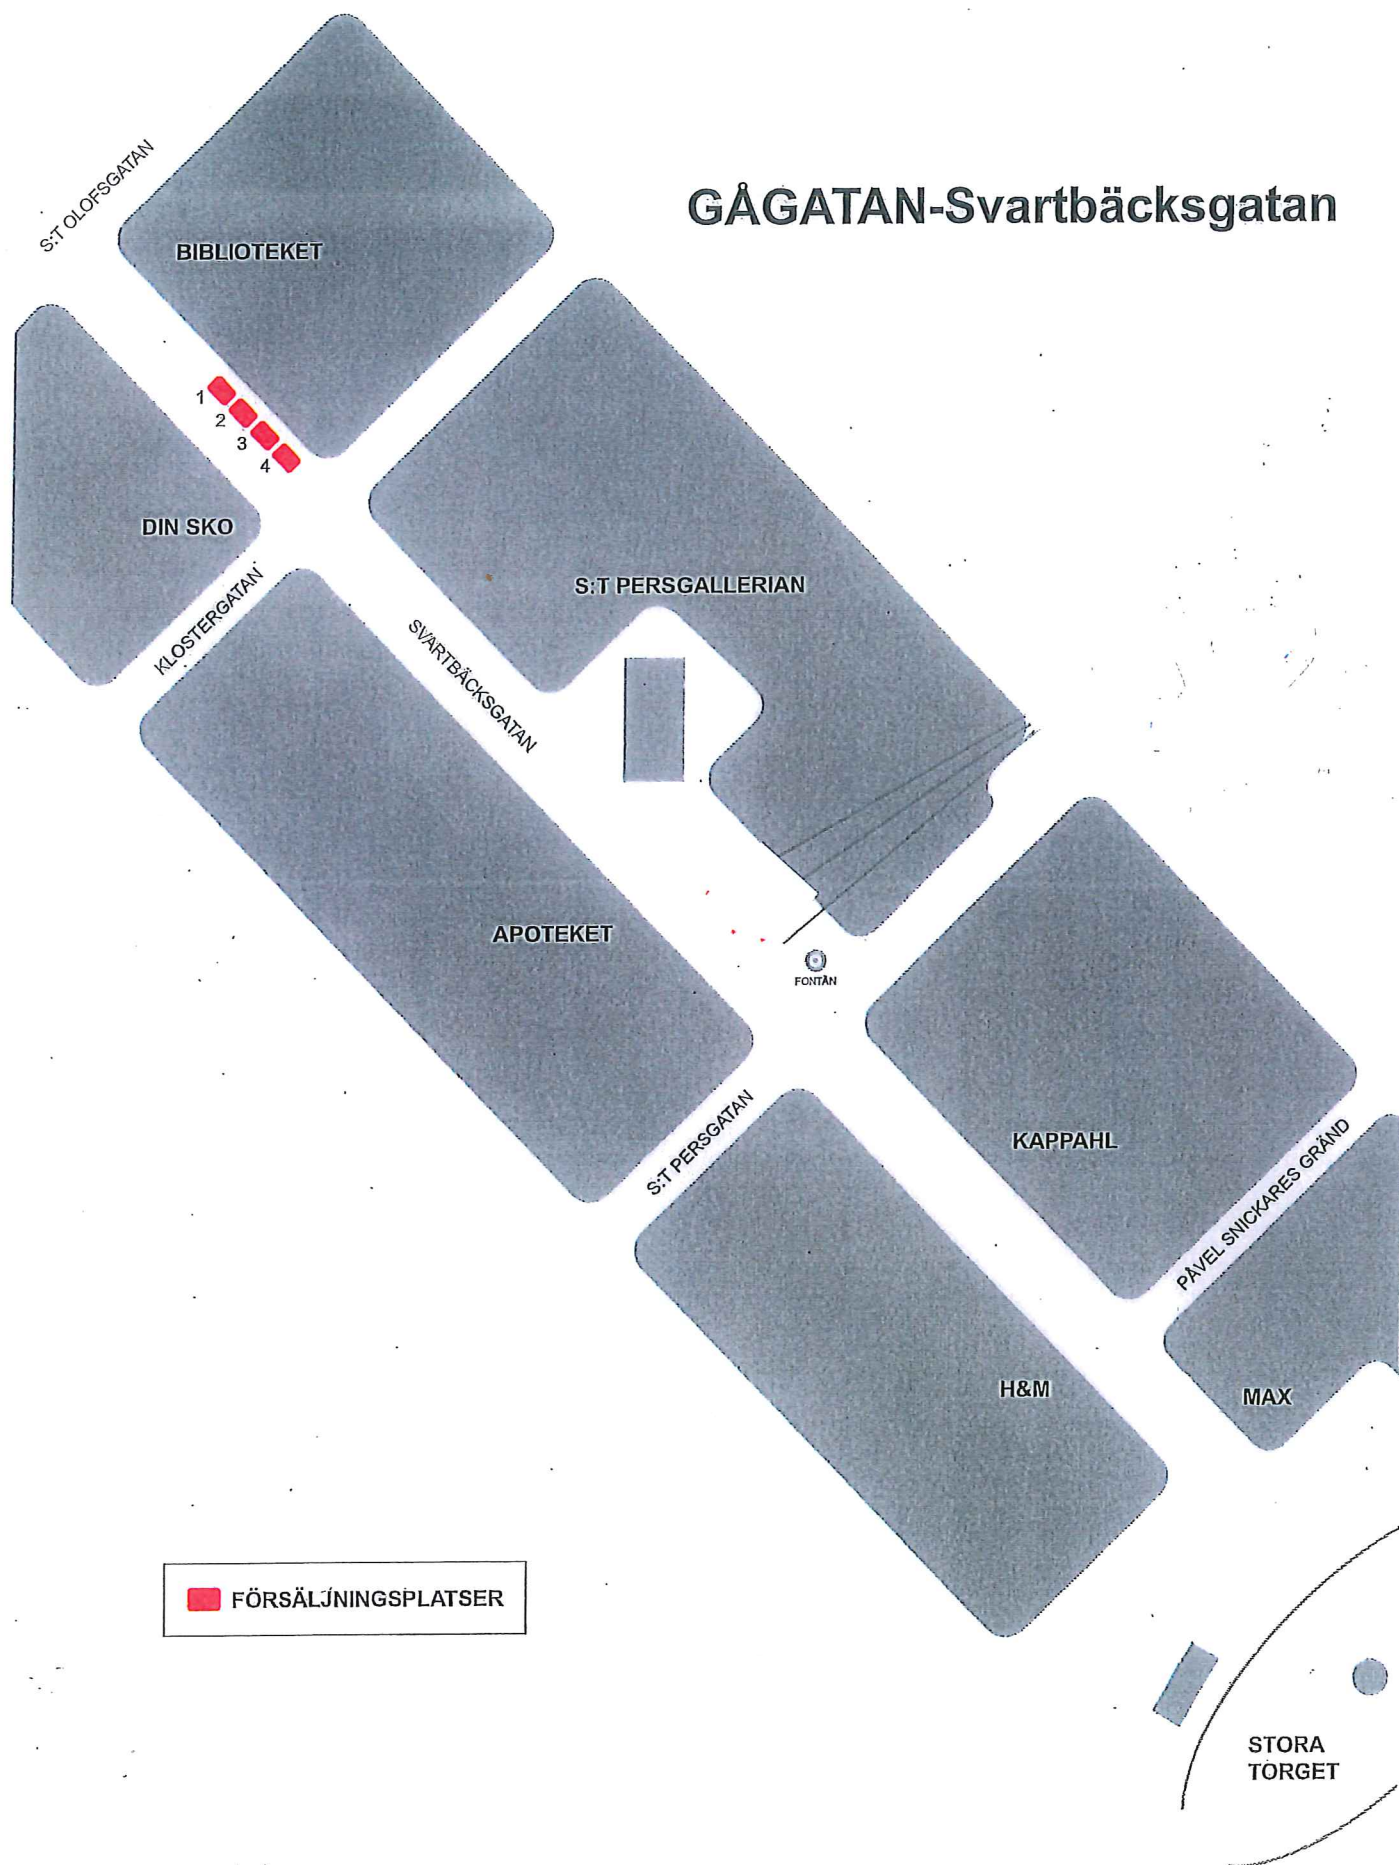 GÅGATAN-Svartbäcksgatan
S:T OLOFSGATAN
BIBLIOTEKET
1
2
3
4
DIN SKO
KLOSTERGATAN
SVARTBÄCKSGATAN
S:T PERSGALLERIAN
APOTEKET
FONTÄN
S:T PERSGATAN
KAPPAHL
PÅVEL SNICKARES GRÄND
H&M
MAX
FÖRSÄLJNINGSPLATSER
STORA
TORGET